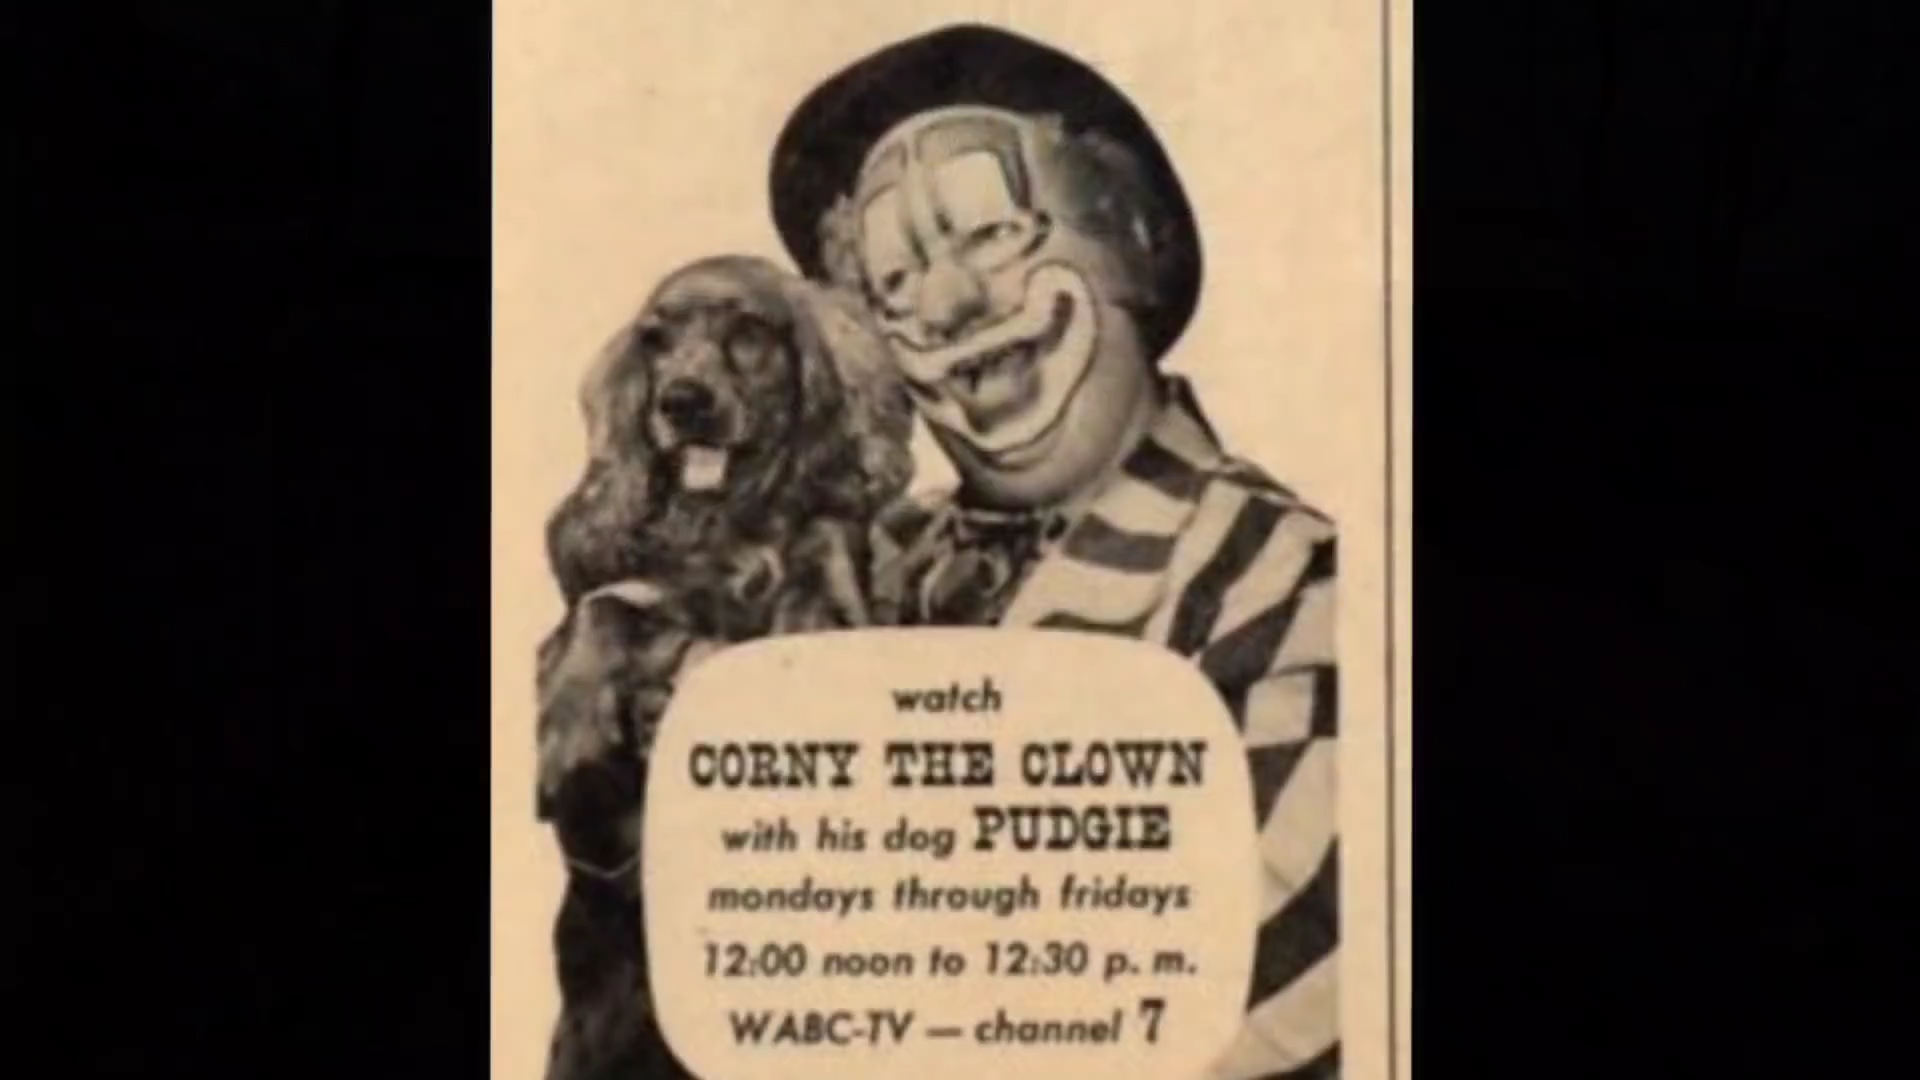 watch
CORNY THE CLOWN
with his dog PUDGIE
mondays through fridays
12:00 noon to 12:30 p. m.
WABC-TV — channel 7